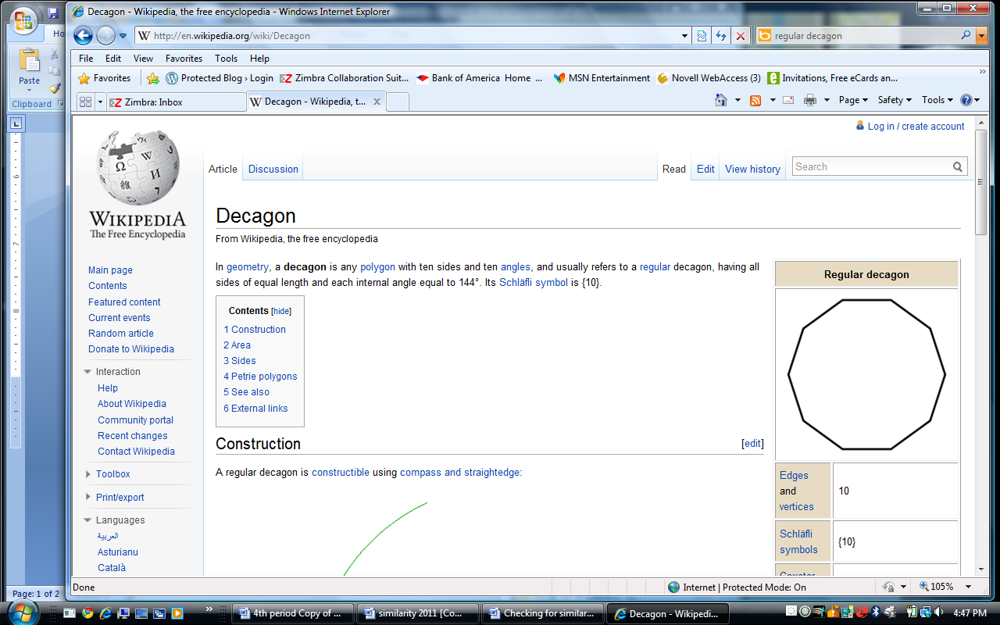 Decagon - Wikipedia, the free encyclopedia - Windows Internet Explorer
http://en.wikipedia.org/wiki/Decagon
regular decagon
File Edit View Favorites Tools Help
Favorites Protected Blog › Login Zimbra Collaboration Suit... Bank of America Home ... MSN Entertainment Novell WebAccess (3) Invitations, Free eCards an...
Zimbra: Inbox Decagon - Wikipedia, t... Page Safety Tools
Ho
Paste
Clipboard
Log in / create account
Article Discussion Read Edit View history Search
WIKIPEDIA
The Free Encyclopedia
Main page
Contents
Featured content
Current events
Random article
Donate to Wikipedia
Interaction
Help
About Wikipedia
Community portal
Recent changes
Contact Wikipedia
Toolbox
Print/export
Languages
العربية
Asturianu
Català
Decagon
From Wikipedia, the free encyclopedia
In geometry, a decagon is any polygon with ten sides and ten angles, and usually refers to a regular decagon, having all
sides of equal length and each internal angle equal to 144°. Its Schläfli symbol is {10}.
Contents [hide]
1 Construction
2 Area
3 Sides
4 Petrie polygons
5 See also
6 External links
Construction [edit]
A regular decagon is constructible using compass and straightedge:
Regular decagon
Edges
and
vertices
10
Schläfli
symbols
{10}
Page: 1 of 2
Done Internet | Protected Mode: On 105%
4th period Copy of ... similarity 2011 [Co... Checking for similar... Decagon - Wikipedi... 4:47 PM